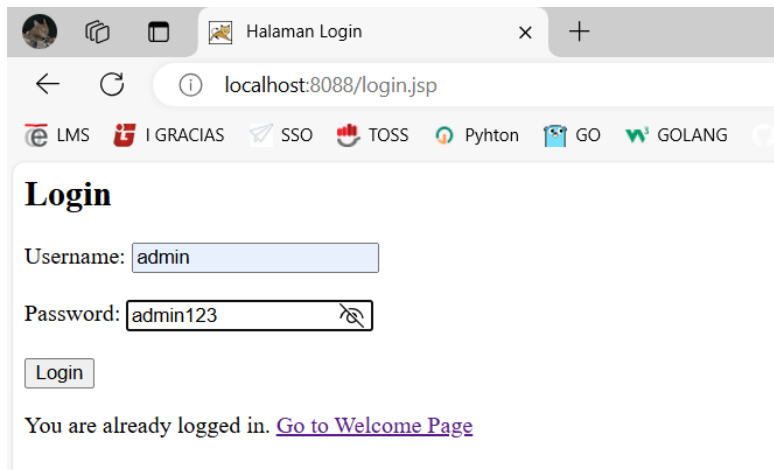 Halaman Login
localhost:8088/login.jsp
LMS I GRACIAS SSO TOSS Pyhton GO GOLANG
Login
Username: admin
Password: admin123
Login
You are already logged in. Go to Welcome Page